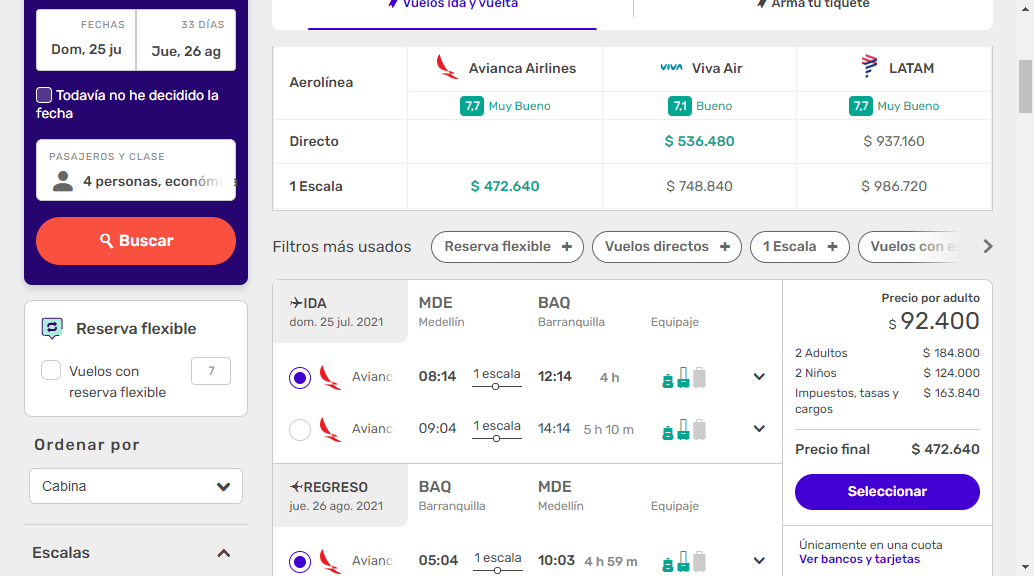 Vuelos ida y vuelta
Arma tu tiquete
FECHAS
Dom, 25 ju
33 DÍAS
Jue, 26 ag
Todavía no he decidido la
fecha
PASAJEROS Y CLASE
4 personas, económi
Buscar
Reserva flexible
Vuelos con
reserva flexible
7
Ordenar por
Cabina
Escalas
Aerolínea
Avianca Airlines
Viva Air
LATAM
7,7 Muy Bueno
7,1 Bueno
7,7 Muy Bueno
Directo
$ 536.480
$ 937.160
1 Escala
$ 472.640
$ 748.840
$ 986.720
Filtros más usados
Reserva flexible +
Vuelos directos +
1 Escala +
Vuelos con e
IDA
dom. 25 jul. 2021
MDE
Medellín
BAQ
Barranquilla
Equipaje
Avianc
08:14
1 escala
12:14
4 h
Avianc
09:04
1 escala
14:14
5 h 10 m
REGRESO
jue. 26 ago. 2021
BAQ
Barranquilla
MDE
Medellín
Equipaje
Avianc
05:04
1 escala
10:03
4 h 59 m
Precio por adulto
$ 92.400
2 Adultos $ 184.800
2 Niños $ 124.000
Impuestos, tasas y $ 163.840
cargos
Precio final $ 472.640
Seleccionar
Únicamente en una cuota
Ver bancos y tarjetas